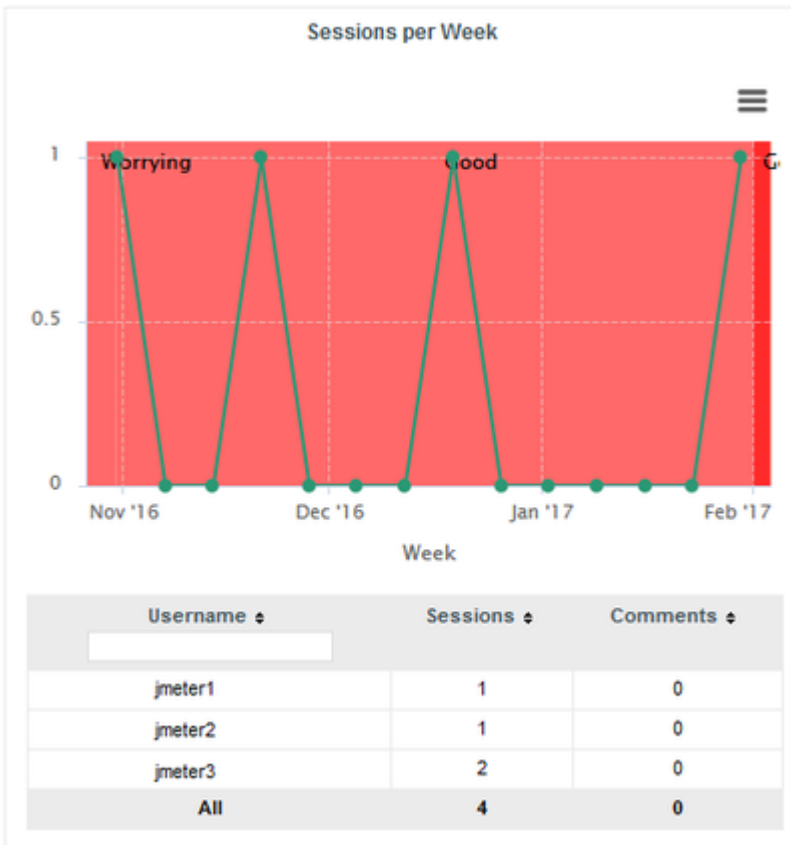 Sessions per Week
1
Worrying
Good
0.5
0
Nov '16 Dec '16 Jan '17 Feb '17
Week
Username Sessions Comments
jmeter1 1 0
jmeter2 1 0
jmeter3 2 0
All 4 0